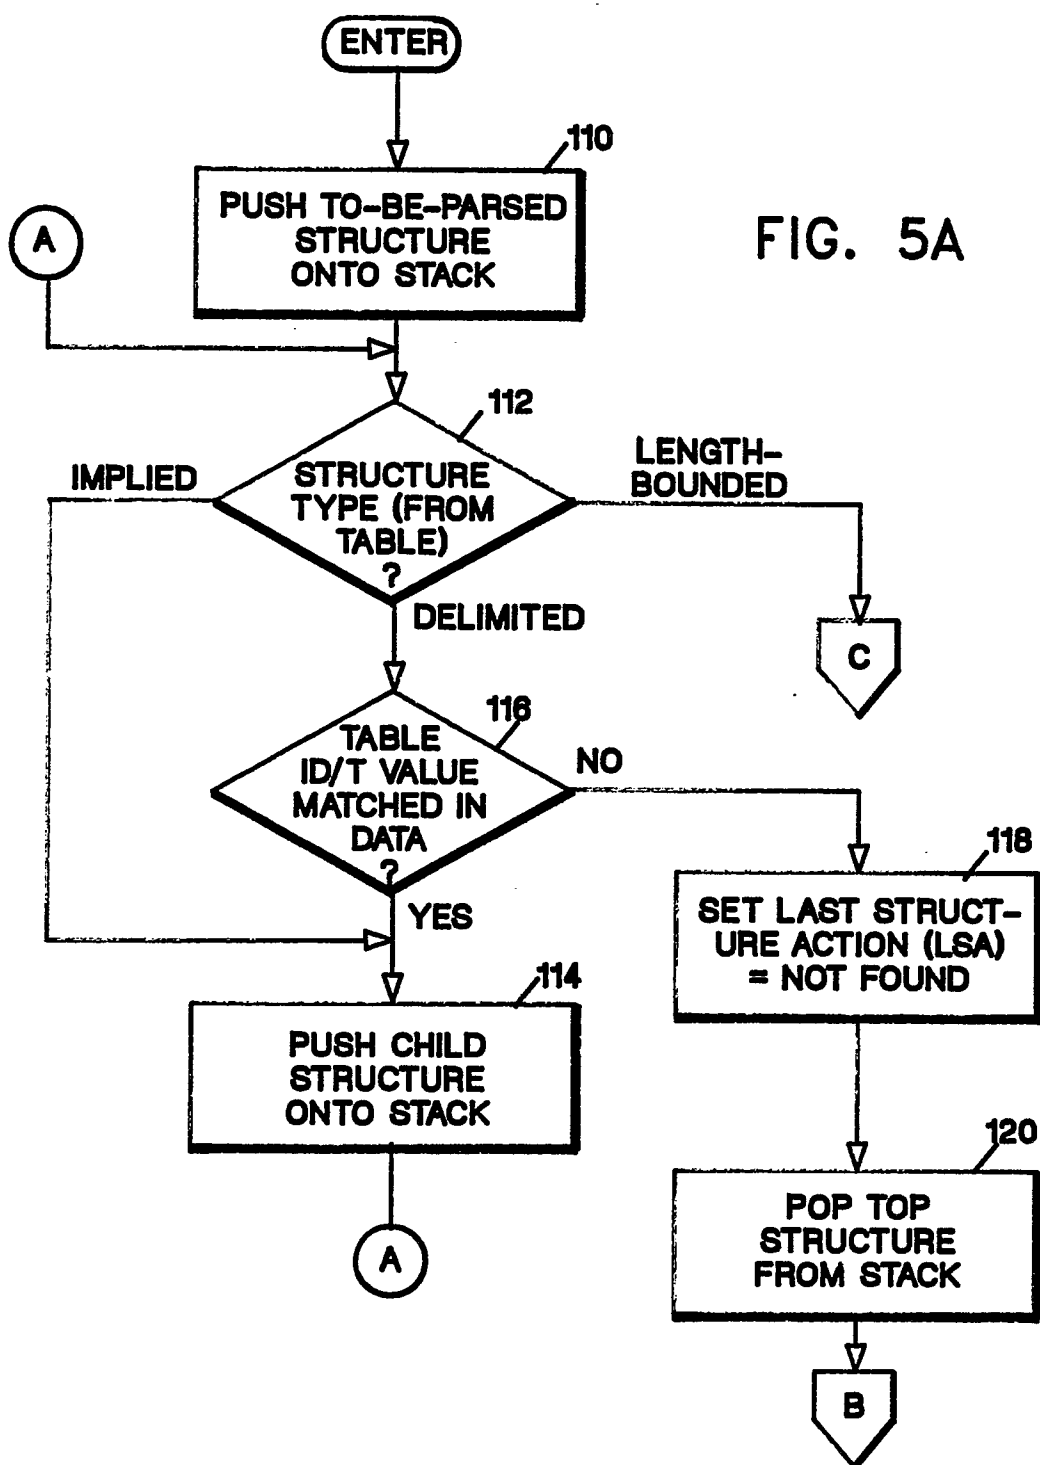 ENTER
110
PUSH TO-BE-PARSED
STRUCTURE
ONTO STACK
A
FIG. 5A
112
STRUCTURE
TYPE (FROM
TABLE)
?
IMPLIED
LENGTH-
BOUNDED
DELIMITED
C
116
TABLE
ID/T VALUE
MATCHED IN
DATA
?
NO
YES
118
SET LAST STRUCT-
URE ACTION (LSA)
= NOT FOUND
114
PUSH CHILD
STRUCTURE
ONTO STACK
120
POP TOP
STRUCTURE
FROM STACK
A
B